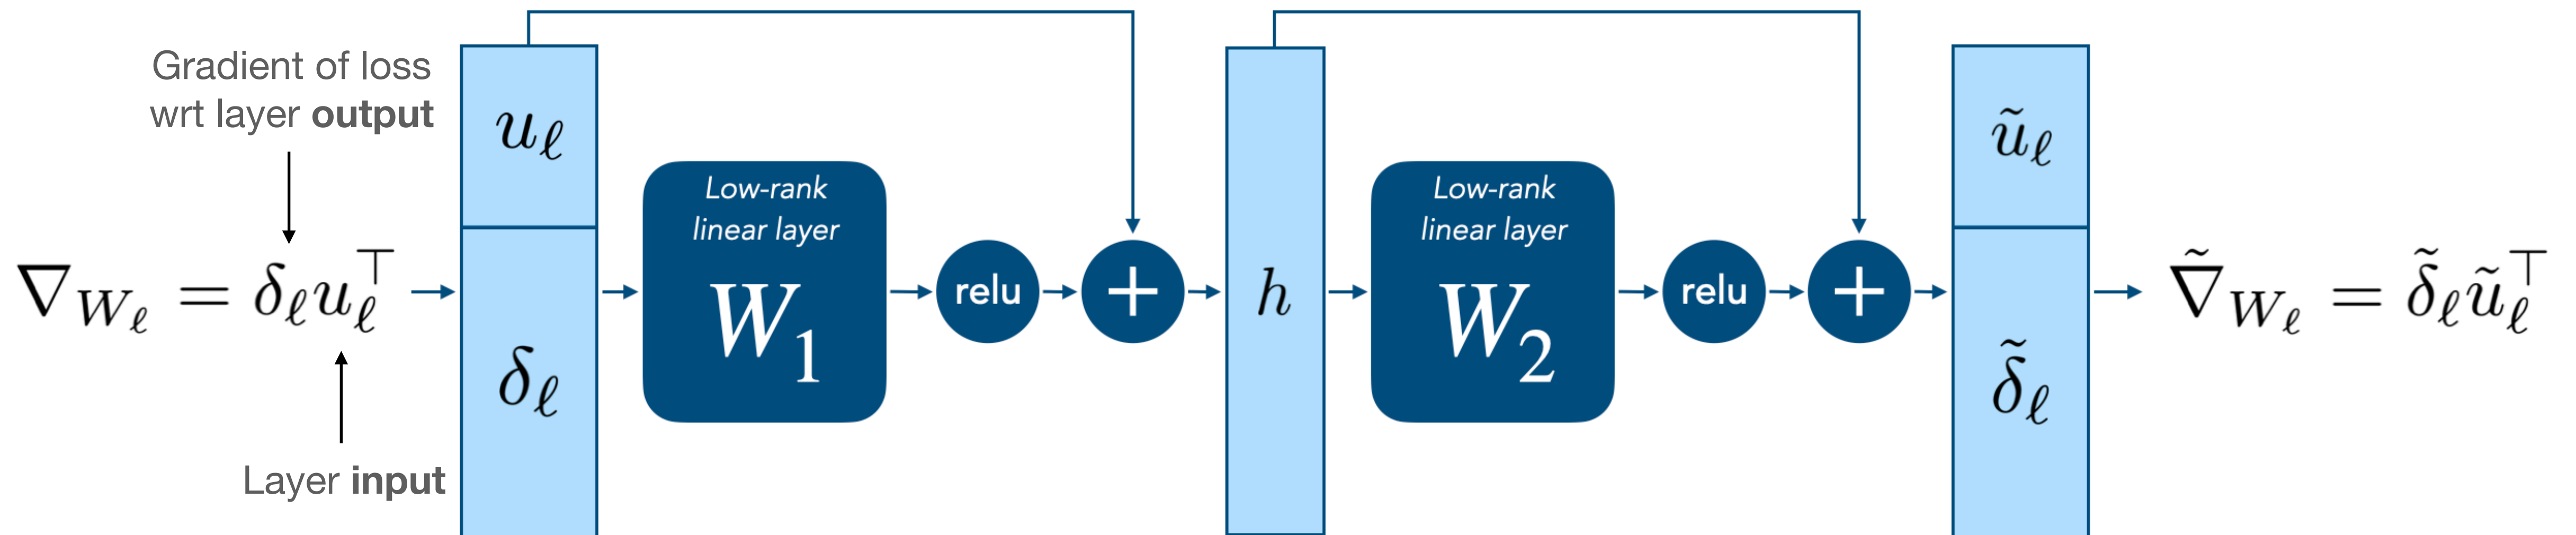 Gradient of loss
wrt layer output
∇_{W_ℓ} = δ_ℓ u_ℓ^⊤
Layer input
u_ℓ
δ_ℓ
Low-rank
linear layer
W_1
relu
+
h
Low-rank
linear layer
W_2
relu
+
ũ_ℓ
δ̃_ℓ
∇̃_{W_ℓ} = δ̃_ℓ ũ_ℓ^⊤